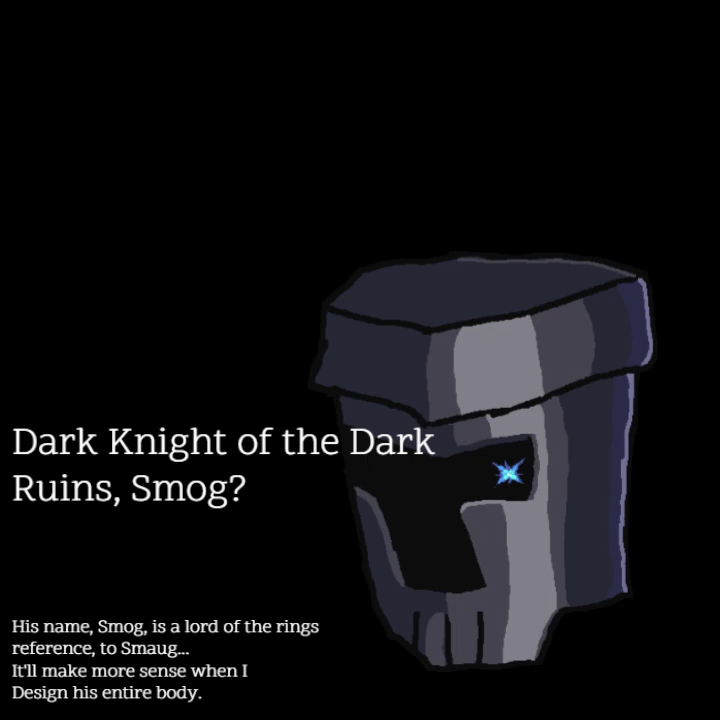 Dark Knight of the Dark
Ruins, Smog?
His name, Smog, is a lord of the rings
reference, to Smaug...
It'll make more sense when I
Design his entire body.